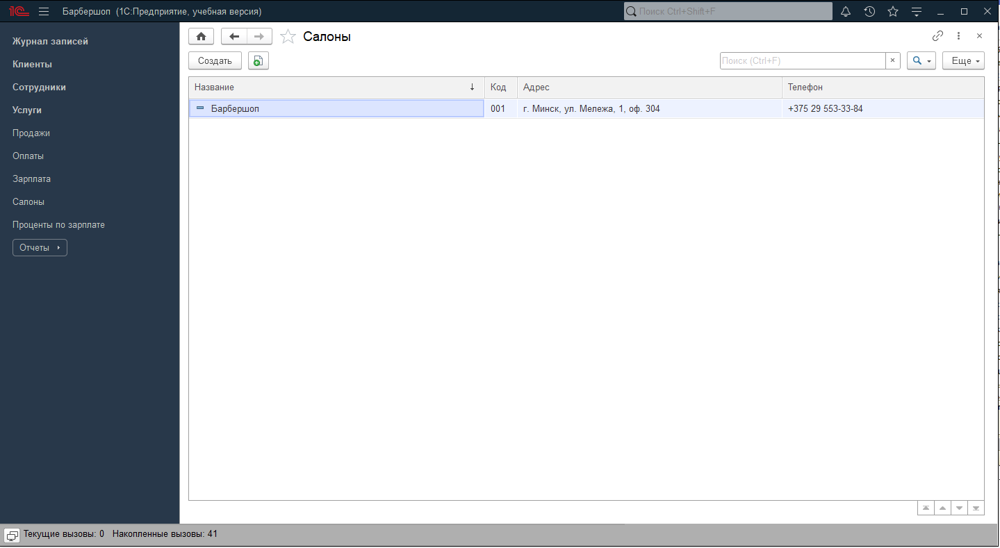 1С Барбершоп (1С:Предприятие, учебная версия) Поиск Ctrl+Shift+F
Журнал записей
Клиенты
Сотрудники
Услуги
Продажи
Оплаты
Зарплата
Салоны
Проценты по зарплате
Отчеты
Салоны
Создать Поиск (Ctrl+F) × Еще
Название ↓ Код Адрес Телефон
Барбершоп 001 г. Минск, ул. Мележа, 1, оф. 304 +375 29 553-33-84
Текущие вызовы: 0 Накопленные вызовы: 41